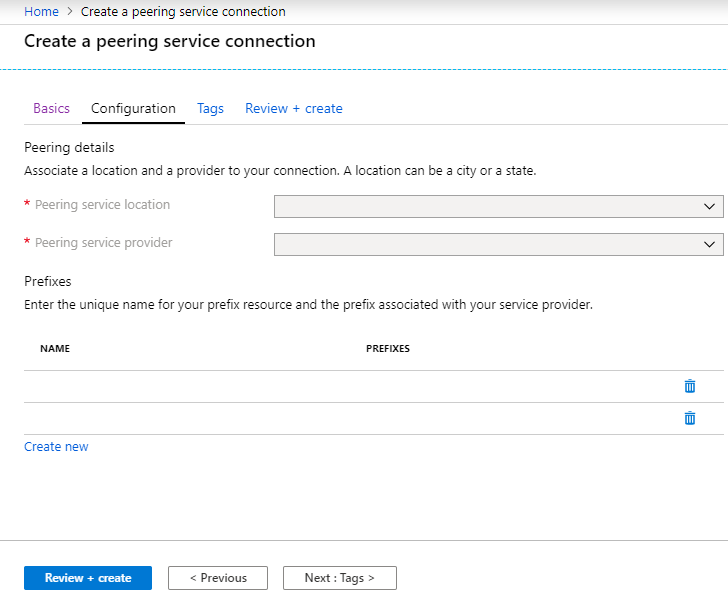 Home > Create a peering service connection
Create a peering service connection
Basics Configuration Tags Review + create
Peering details
Associate a location and a provider to your connection. A location can be a city or a state.
* Peering service location
* Peering service provider
Prefixes
Enter the unique name for your prefix resource and the prefix associated with your service provider.
NAME PREFIXES
Create new
Review + create < Previous Next : Tags >